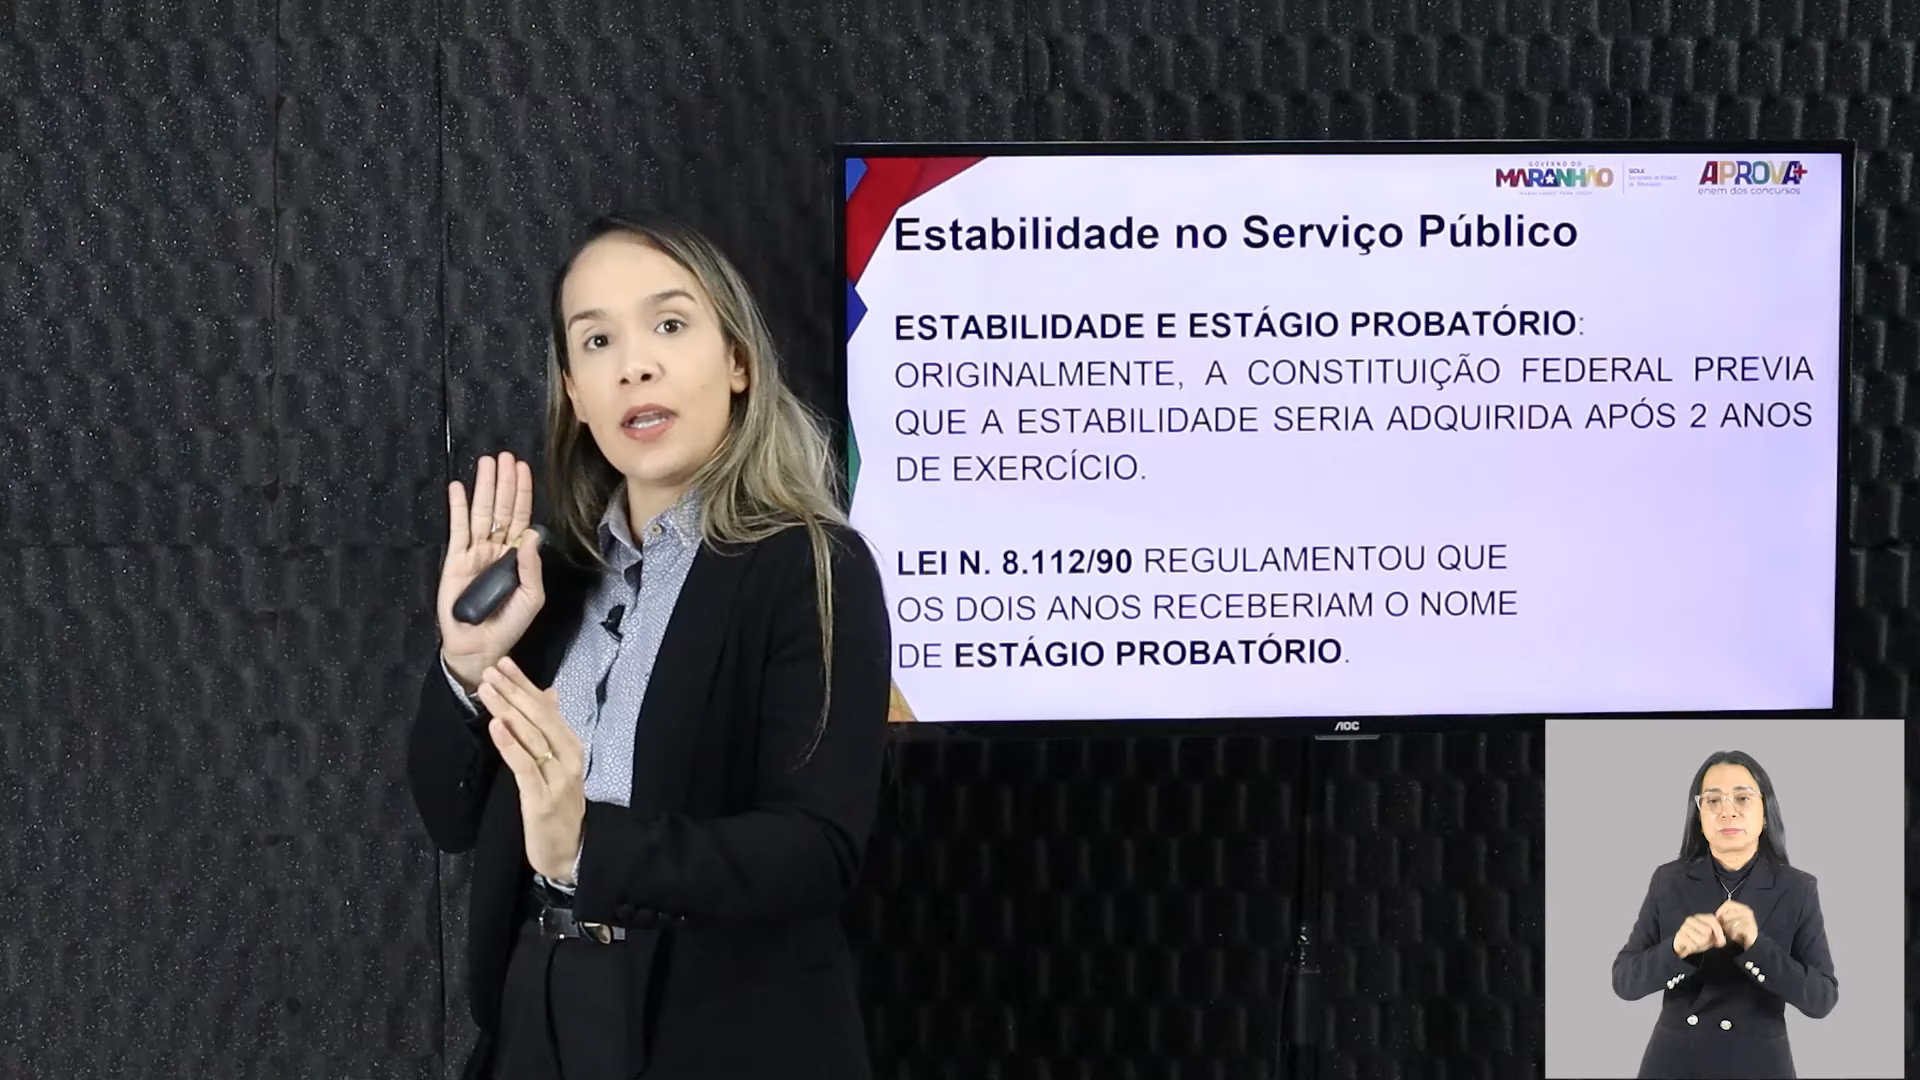 GOVERNO DO
MARANHÃO
APROVA+
enem dos concursos
Estabilidade no Serviço Público
ESTABILIDADE E ESTÁGIO PROBATÓRIO:
ORIGINALMENTE, A CONSTITUIÇÃO FEDERAL PREVIA
QUE A ESTABILIDADE SERIA ADQUIRIDA APÓS 2 ANOS
DE EXERCÍCIO.
LEI N. 8.112/90 REGULAMENTOU QUE
OS DOIS ANOS RECEBERIAM O NOME
DE ESTÁGIO PROBATÓRIO.
AOC